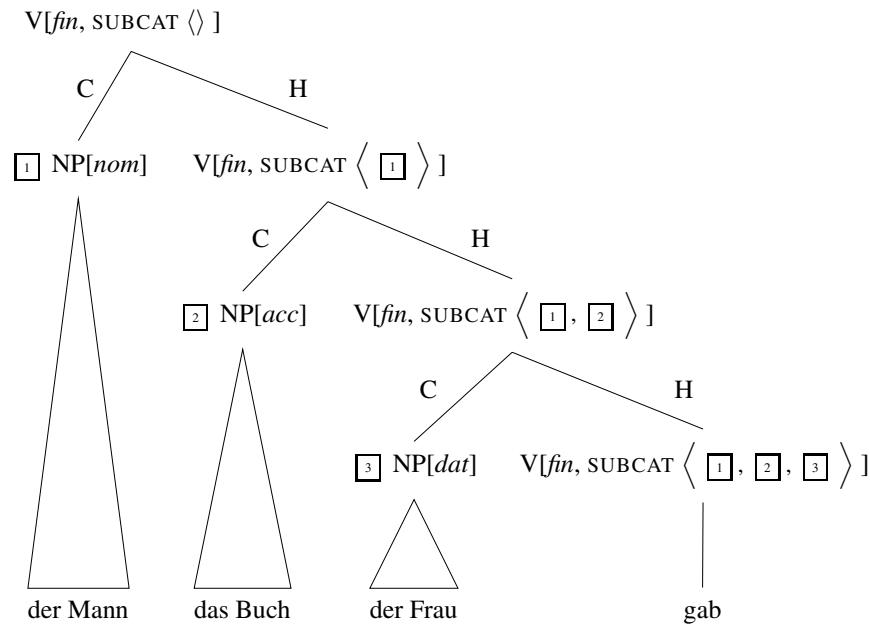 V[fin, SUBCAT ⟨⟩ ]
C H
1 NP[nom] V[fin, SUBCAT ⟨ 1 ⟩ ]
C H
2 NP[acc] V[fin, SUBCAT ⟨ 1 , 2 ⟩ ]
C H
3 NP[dat] V[fin, SUBCAT ⟨ 1 , 2 , 3 ⟩ ]
der Mann das Buch der Frau gab